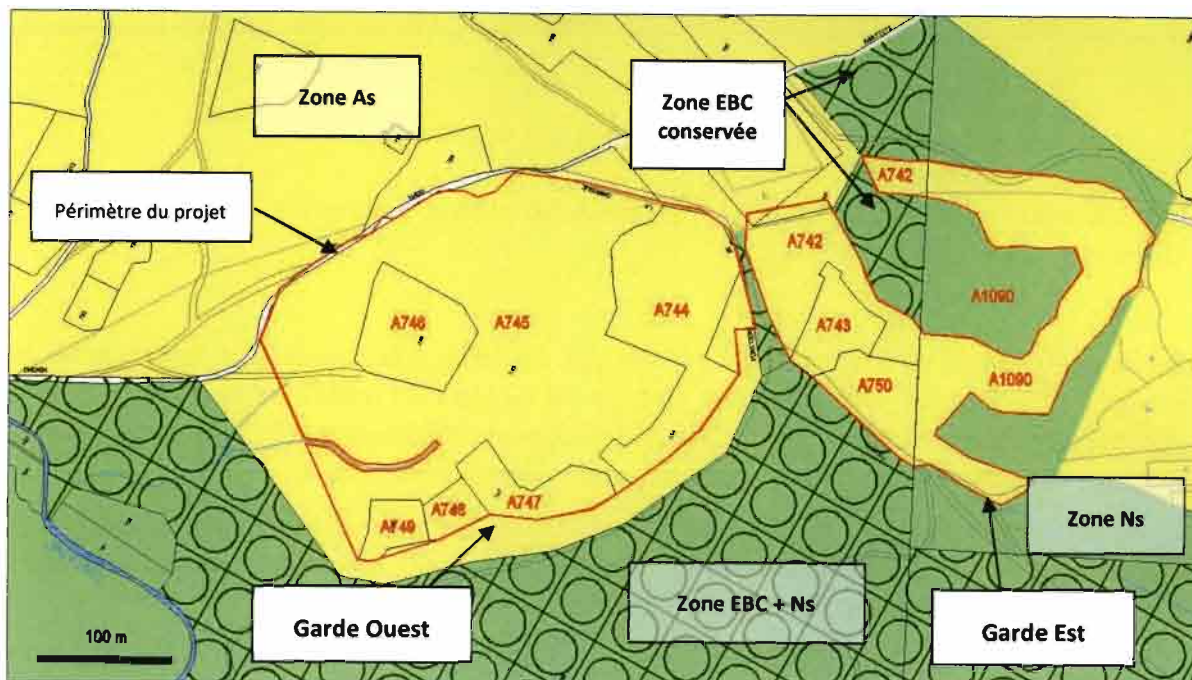 Zone As
Zone EBC
conservée
Périmètre du projet
A742
A742
A748
A745
A744
A743
A1090
A750
A1090
A746
A747
A749
Zone Ns
Zone EBC + Ns
Garde Ouest
Garde Est
100 m